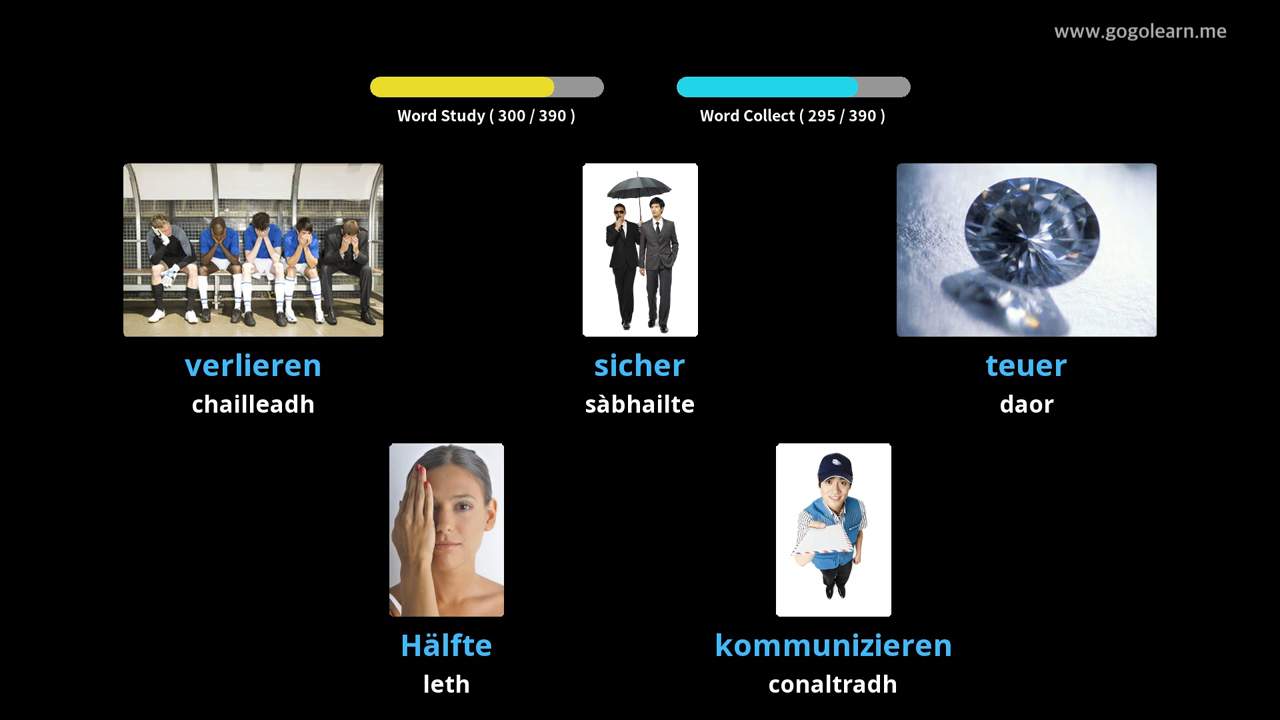 www.gogolearn.me
Word Study ( 300 / 390 )
Word Collect ( 295 / 390 )
verlieren
chailleadh
sicher
sàbhailte
teuer
daor
Hälfte
leth
kommunizieren
conaltradh